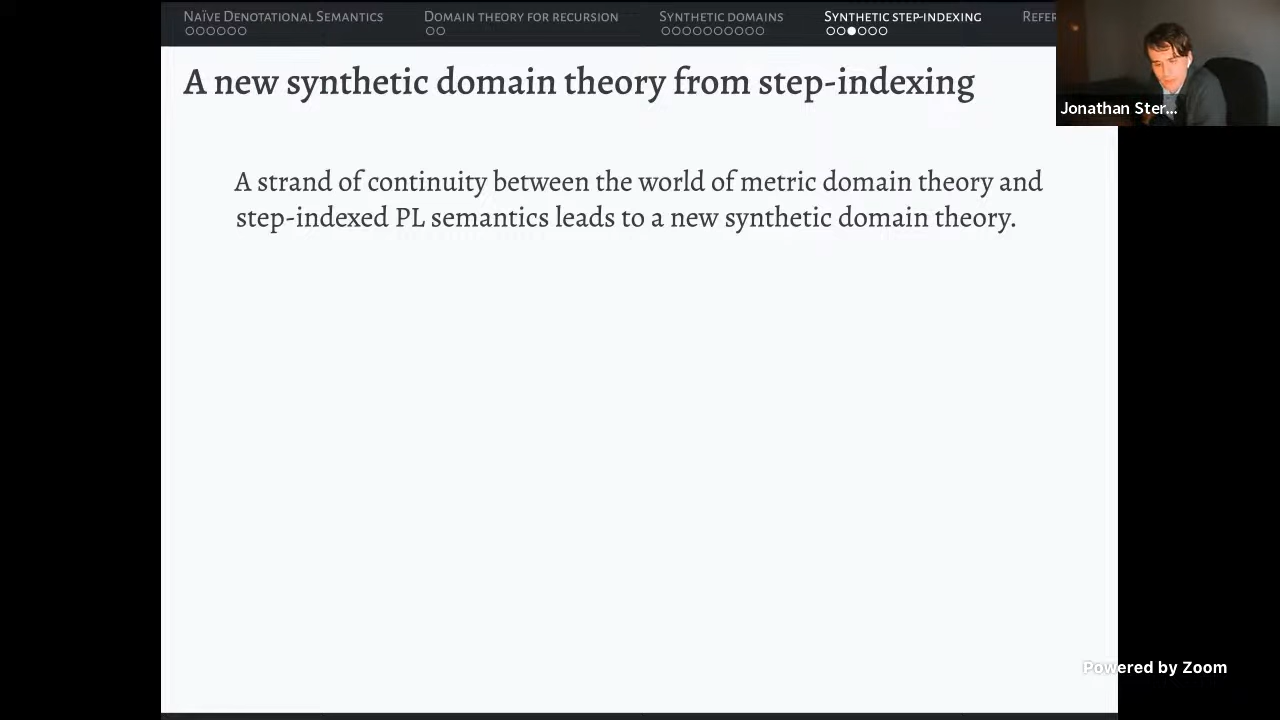 NAÏVE DENOTATIONAL SEMANTICS DOMAIN THEORY FOR RECURSION SYNTHETIC DOMAINS SYNTHETIC STEP-INDEXING REFER
A new synthetic domain theory from step-indexing
Jonathan Ster...
A strand of continuity between the world of metric domain theory and
step-indexed PL semantics leads to a new synthetic domain theory.
Powered by Zoom